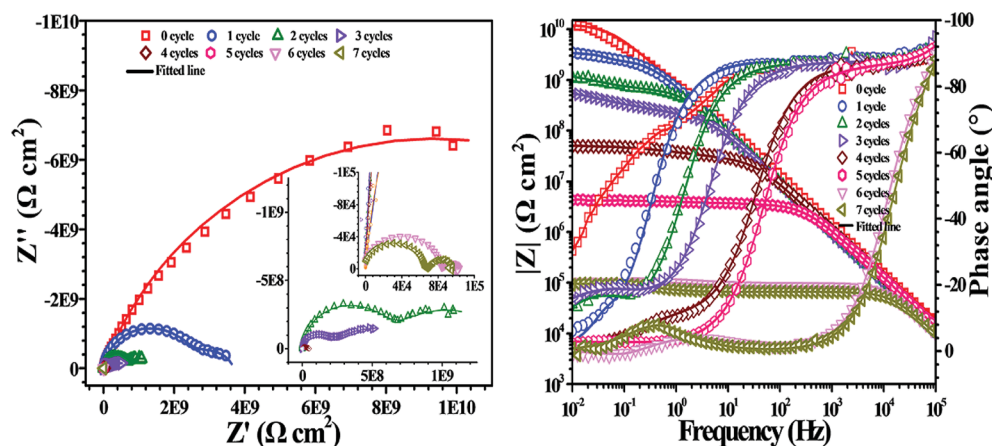 -1E10
-8E9
-6E9
-4E9
-2E9
0
Z'' (Ω cm²)
0 cycle 1 cycle 2 cycles 3 cycles
4 cycles 5 cycles 6 cycles 7 cycles
Fitted line
-1E9
-5E8
0
-1E5
-8E4
-4E4
0
0 4E4 8E4 1E5
0 5E8 1E9
0 2E9 4E9 6E9 8E9 1E10
Z' (Ω cm²)
10¹⁰
10⁹
10⁸
10⁷
10⁶
10⁵
10⁴
10³
|Z| (Ω cm²)
0 cycle
1 cycle
2 cycles
3 cycles
4 cycles
5 cycles
6 cycles
7 cycles
Fitted line
-100
-80
-60
-40
-20
0
Phase angle (°)
10⁻² 10⁻¹ 10⁰ 10¹ 10² 10³ 10⁴ 10⁵
Frequency (Hz)